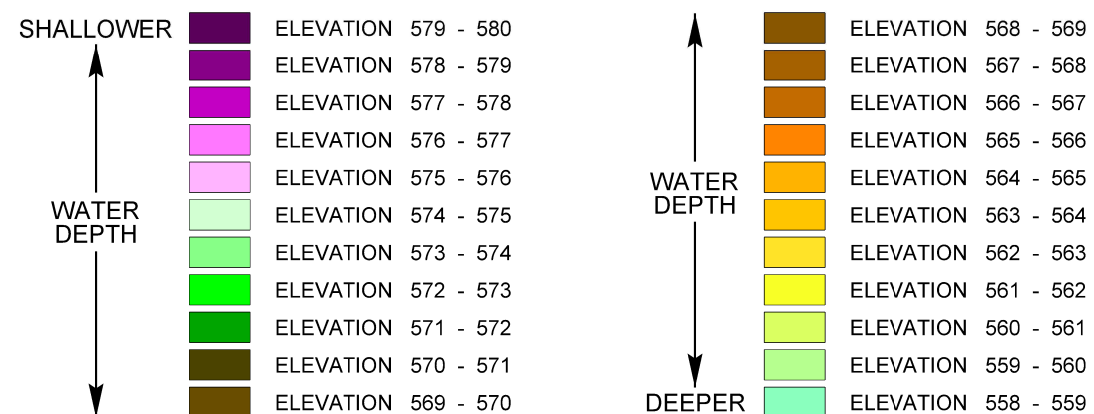 SHALLOWER
WATER
DEPTH
ELEVATION 579 - 580
ELEVATION 578 - 579
ELEVATION 577 - 578
ELEVATION 576 - 577
ELEVATION 575 - 576
ELEVATION 574 - 575
ELEVATION 573 - 574
ELEVATION 572 - 573
ELEVATION 571 - 572
ELEVATION 570 - 571
ELEVATION 569 - 570
WATER
DEPTH
DEEPER
ELEVATION 568 - 569
ELEVATION 567 - 568
ELEVATION 566 - 567
ELEVATION 565 - 566
ELEVATION 564 - 565
ELEVATION 563 - 564
ELEVATION 562 - 563
ELEVATION 561 - 562
ELEVATION 560 - 561
ELEVATION 559 - 560
ELEVATION 558 - 559